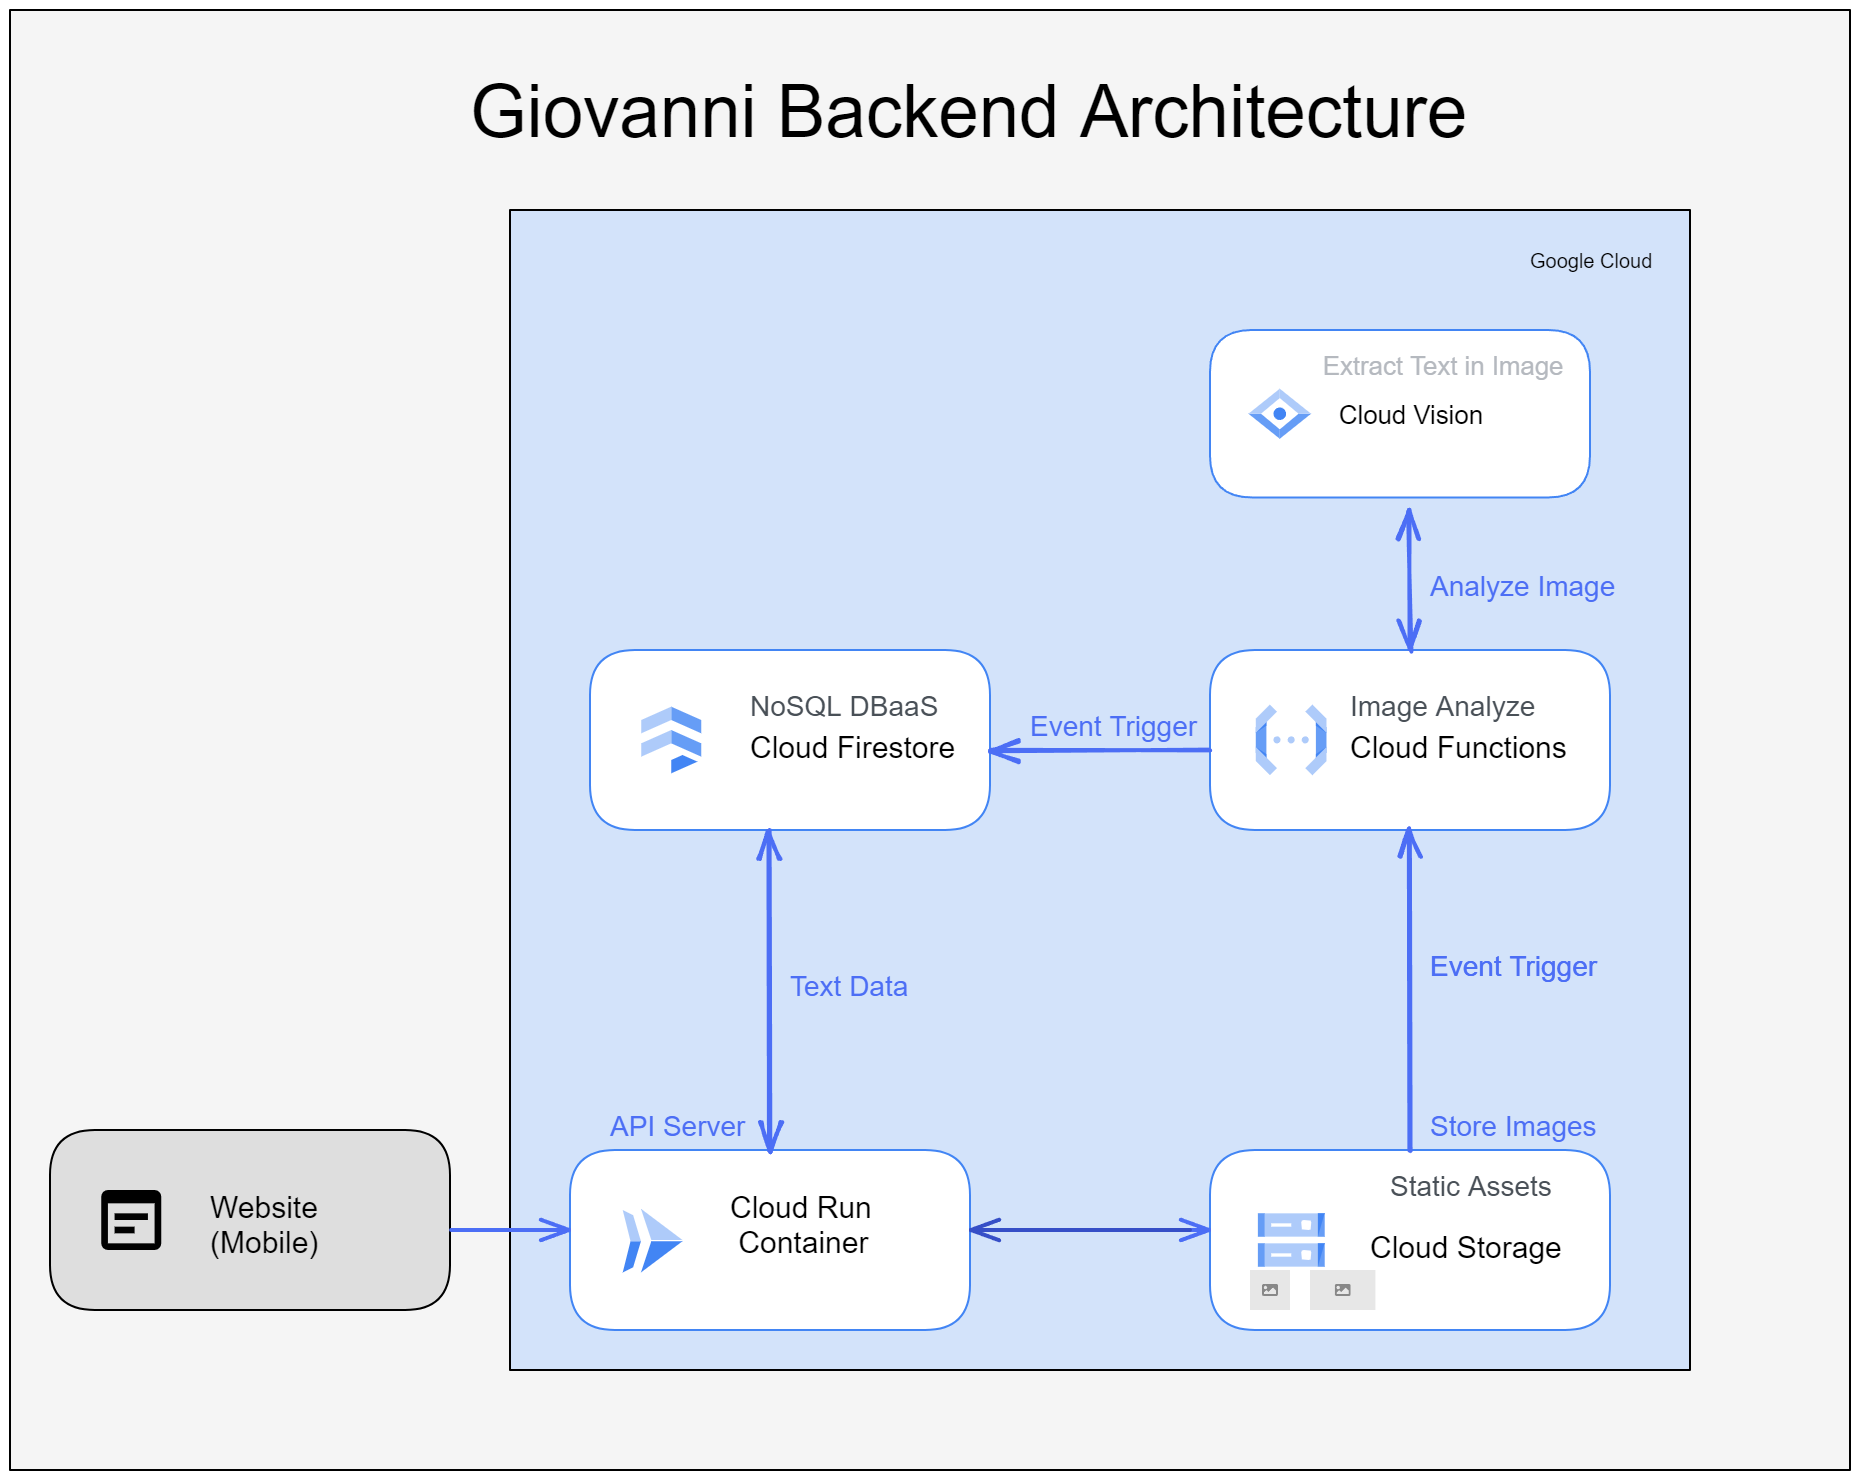 Giovanni Backend Architecture
Google Cloud
Extract Text in Image
Cloud Vision
Analyze Image
NoSQL DBaaS
Cloud Firestore
Event Trigger
Image Analyze
Cloud Functions
Text Data
Event Trigger
API Server
Store Images
Website
(Mobile)
Cloud Run
Container
Static Assets
Cloud Storage